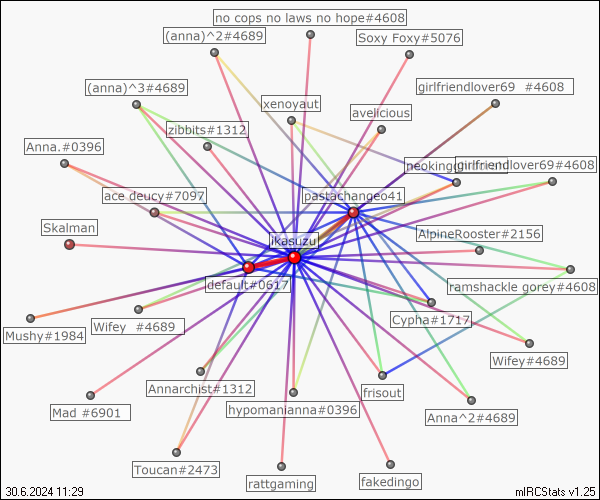 no cops no laws no hope#4608
(anna)^2#4689
Soxy Foxy#5076
(anna)^3#4689
girlfriendlover69 #4608
xenoyaut
avelicious
zibbits#1312
Anna.#0396
girlfriendlover69#4608
ace deucy#7097
pastachangeo41
Skalman
ikasuzu
AlpineRooster#2156
default#0617
ramshackle gorey#4608
Mushy#1984
Wifey #4689
Cypha#1717
Wifey#4689
Annarchist#1312
frisout
Mad #6901
hypomanianna#0396
Anna^2#4689
Toucan#2473
rattgaming
fakedingo
30.6.2024 11:29
mIRCStats v1.25